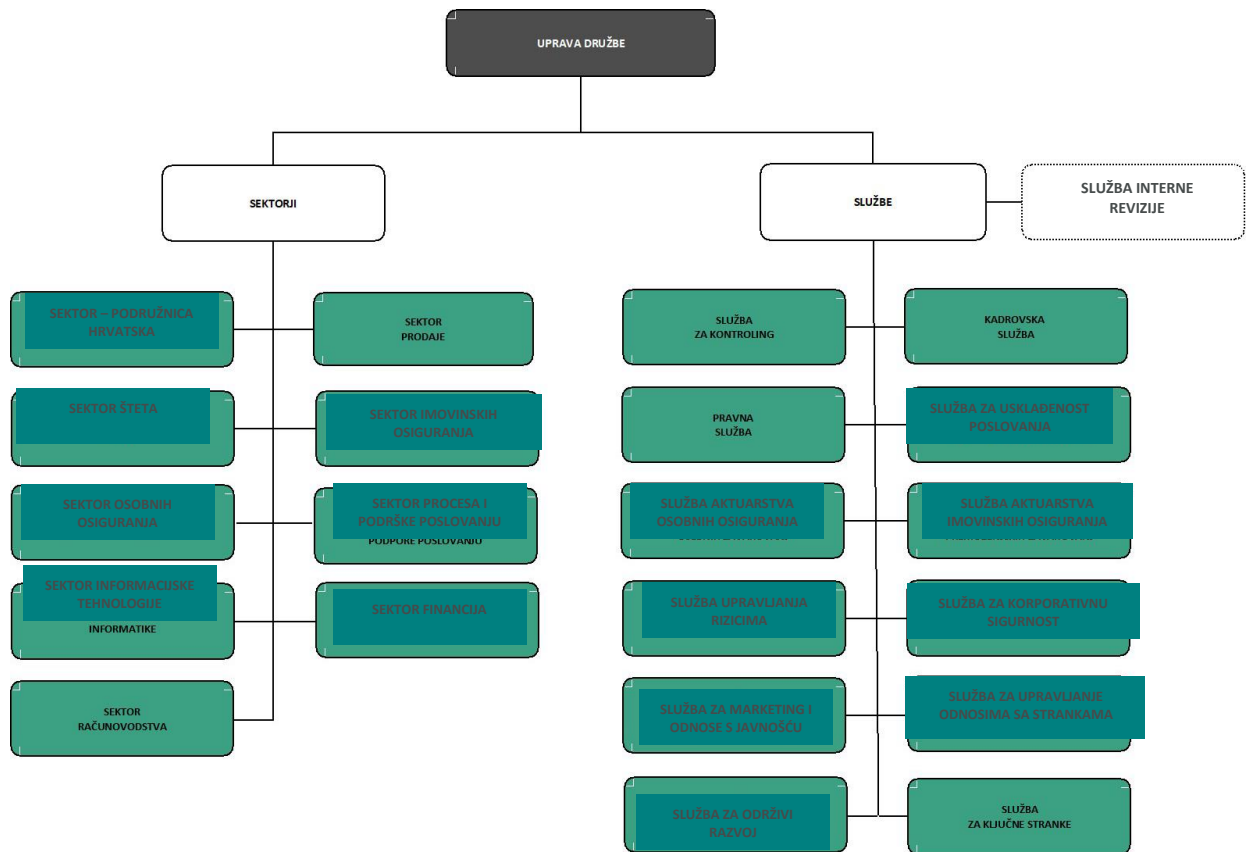 UPRAVA DRUŽBE
SEKTORJI
SLUŽBE
SLUŽBA INTERNE
REVIZIJE
SEKTOR – PODRUŽNICA
HRVATSKA
SEKTOR
PRODAJE
SLUŽBA
ZA KONTROLING
KADROVSKA
SLUŽBA
SEKTOR ŠTETA
SEKTOR IMOVINSKIH
OSIGURANJA
PRAVNA
SLUŽBA
SLUŽBA ZA USKLAĐENOST
POSLOVANJA
SEKTOR OSOBNIH
OSIGURANJA
SEKTOR PROCESA I
PODRŠKE POSLOVANJU
PODPORE POSLOVANJU
SLUŽBA AKTUARSTVA
OSOBNIH OSIGURANJA
SLUŽBA AKTUARSTVA
IMOVINSKIH OSIGURANJA
SEKTOR INFORMACIJSKE
TEHNOLOGIJE
INFORMATIKE
SEKTOR FINANCIJA
SLUŽBA UPRAVLJANJA
RIZICIMA
SLUŽBA ZA KORPORATIVNU
SIGURNOST
SEKTOR
RAČUNOVODSTVA
SLUŽBA ZA MARKETING I
ODNOSE S JAVNOŠĆU
SLUŽBA ZA UPRAVLJANJE
ODNOSIMA SA STRANKAMA
SLUŽBA ZA ODRŽIVI
RAZVOJ
SLUŽBA
ZA KLJUČNE STRANKE